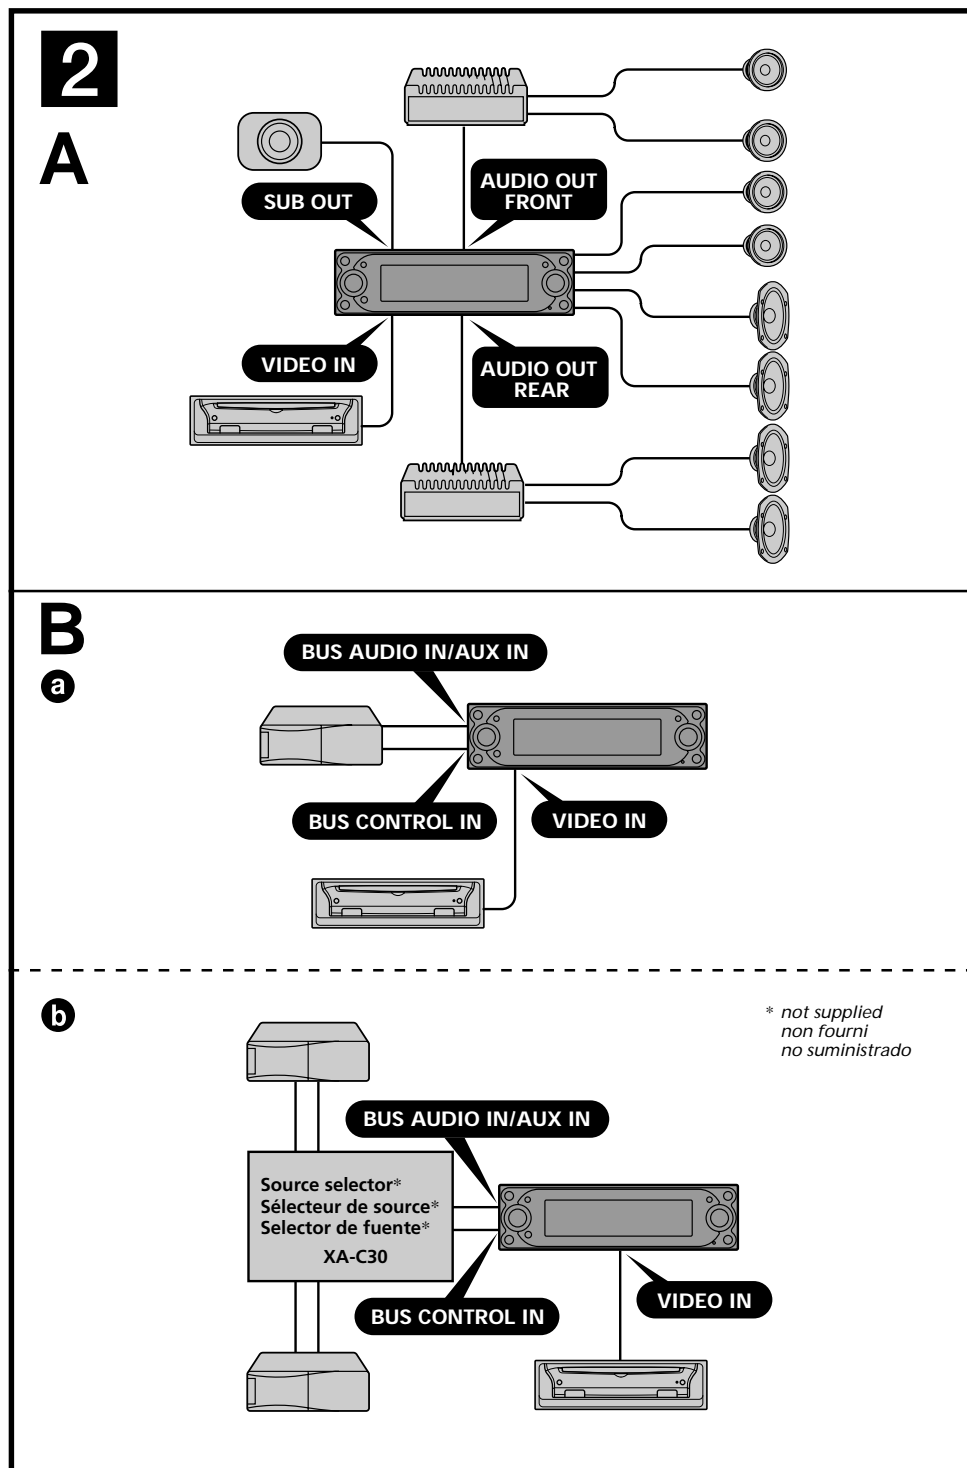 2
A
SUB OUT
AUDIO OUT
FRONT
VIDEO IN
AUDIO OUT
REAR
B
a
BUS AUDIO IN/AUX IN
BUS CONTROL IN
VIDEO IN
b
* not supplied
non fourni
no suministrado
BUS AUDIO IN/AUX IN
Source selector*
Sélecteur de source*
Selector de fuente*
XA-C30
BUS CONTROL IN
VIDEO IN